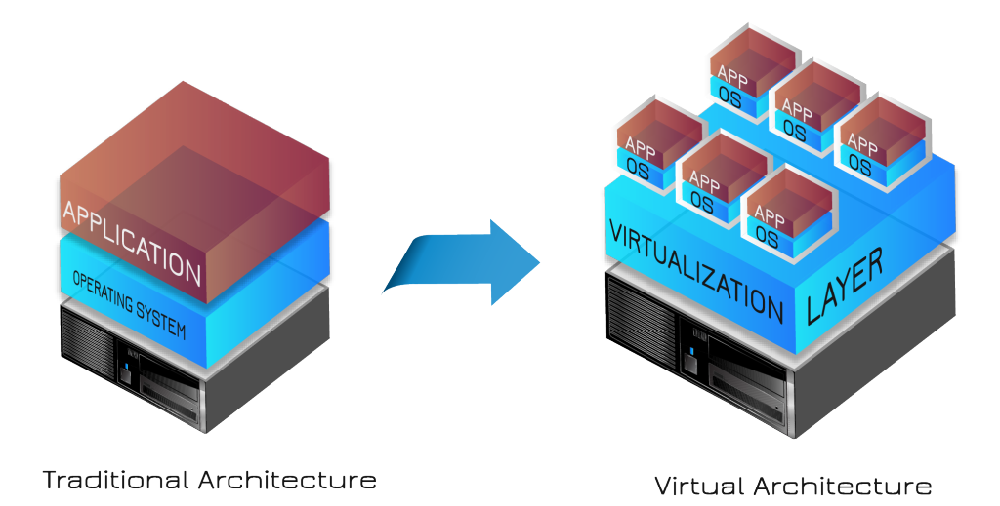 APPLICATION
OPERATING SYSTEM
Traditional Architecture
APP
OS
APP
OS
APP
OS
APP
OS
APP
OS
APP
OS
VIRTUALIZATION LAYER
Virtual Architecture